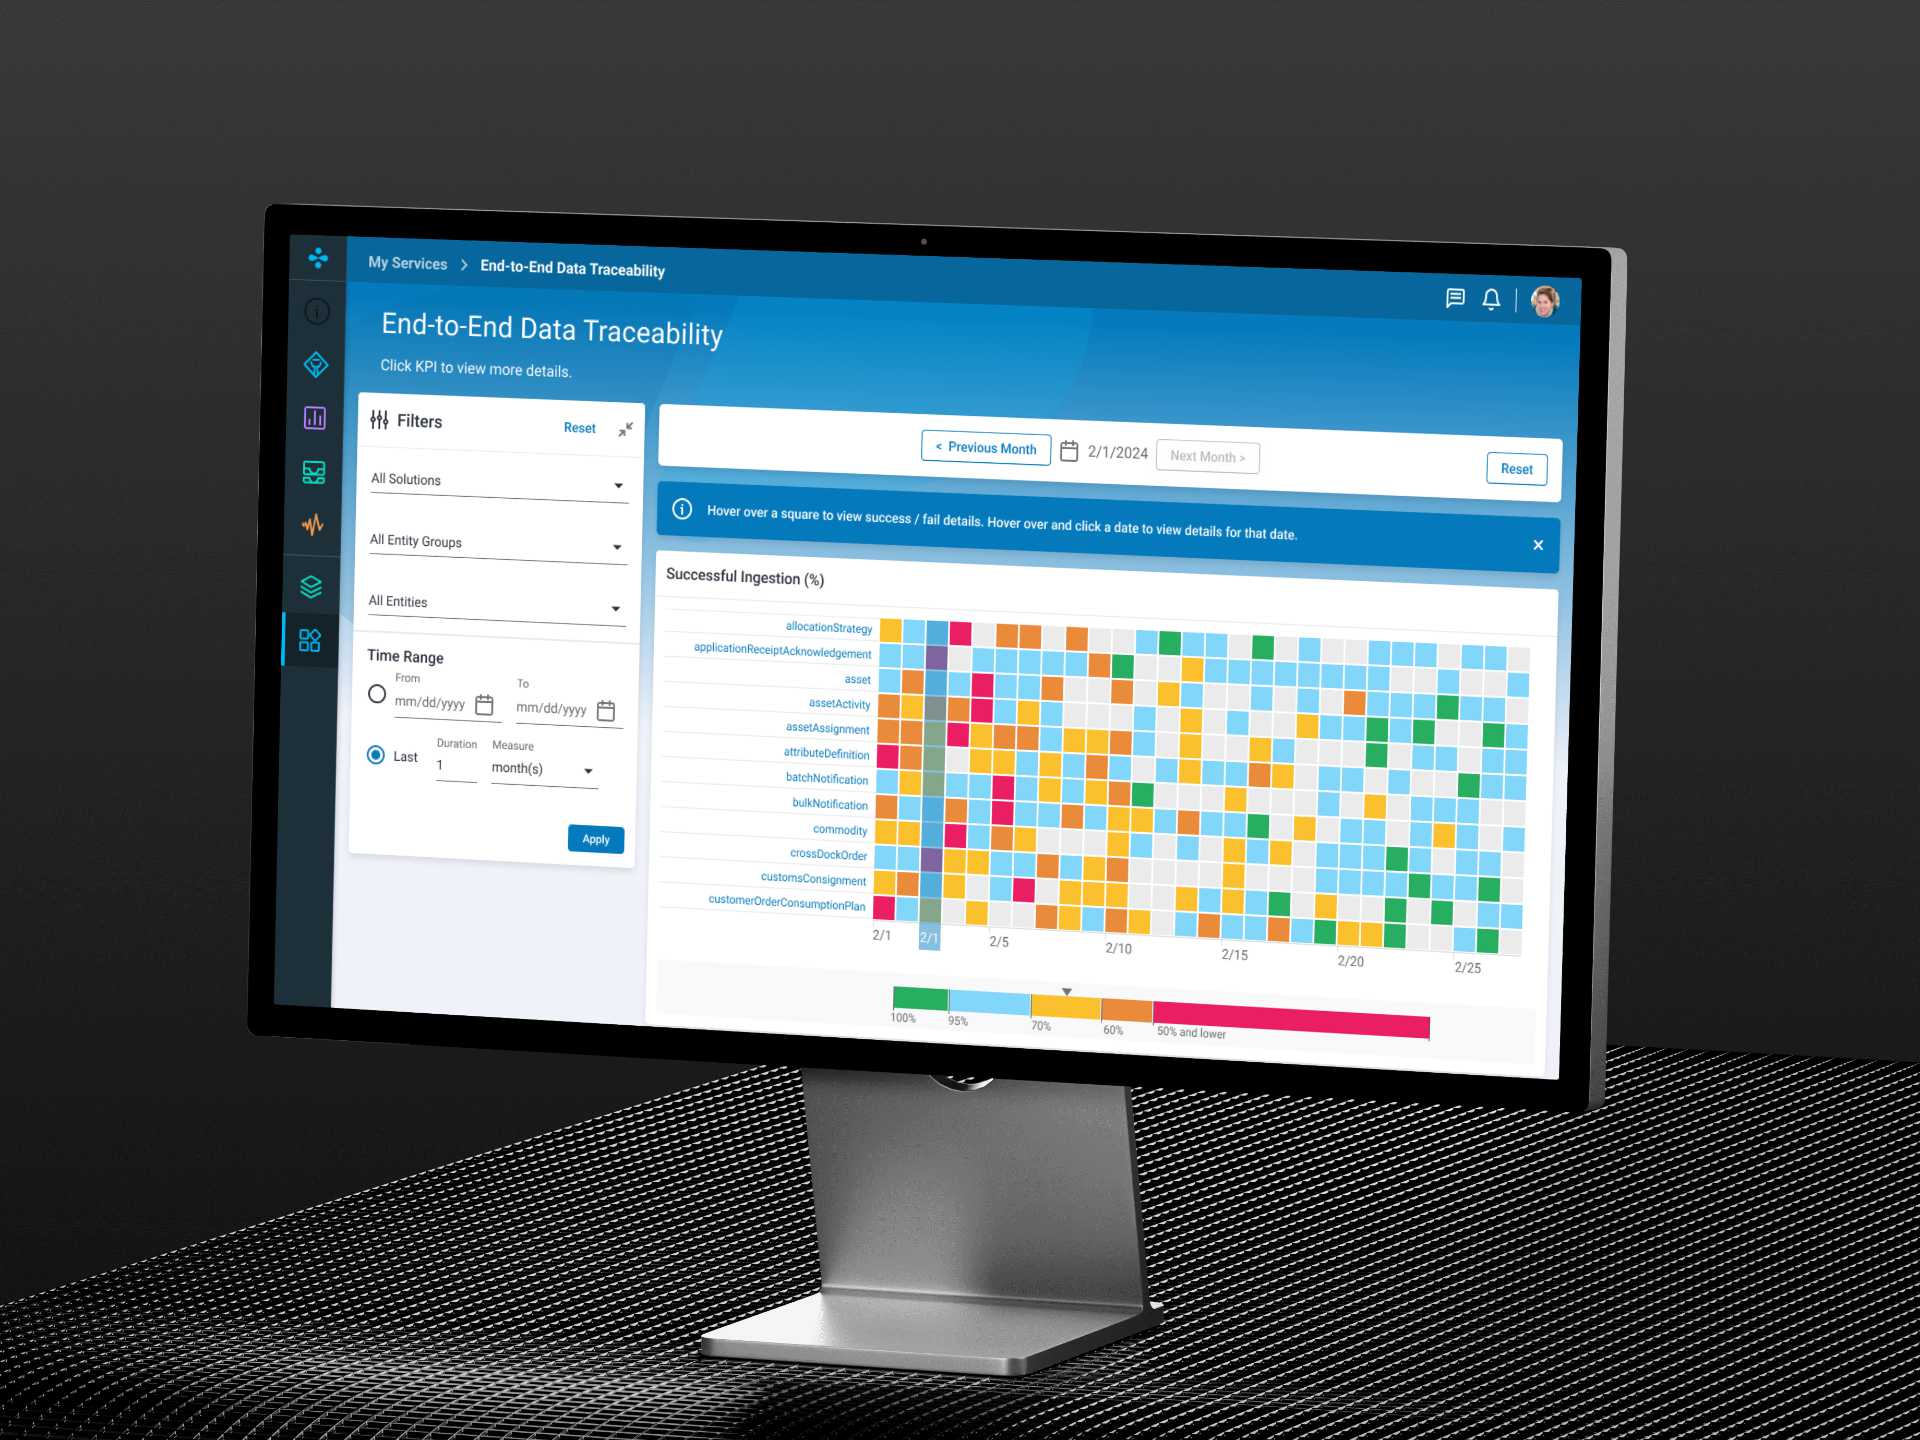 My Services > End-to-End Data Traceability
End-to-End Data Traceability
Click KPI to view more details.
Filters
Reset
All Solutions
All Entity Groups
All Entities
Time Range
From
To
mm/dd/yyyy
mm/dd/yyyy
Last
Duration
Measure
1
month(s)
Apply
< Previous Month
2/1/2024
Next Month >
Reset
Hover over a square to view success / fail details. Hover over and click a date to view details for that date.
Successful Ingestion (%)
allocationStrategy
applicationReceiptAcknowledgement
asset
assetActivity
assetAssignment
attributeDefinition
batchNotification
bulkNotification
commodity
crossDockOrder
customsConsignment
customerOrderConsumptionPlan
2/1
2/1
2/5
2/10
2/15
2/20
2/25
100%
95%
70%
60%
50% and lower